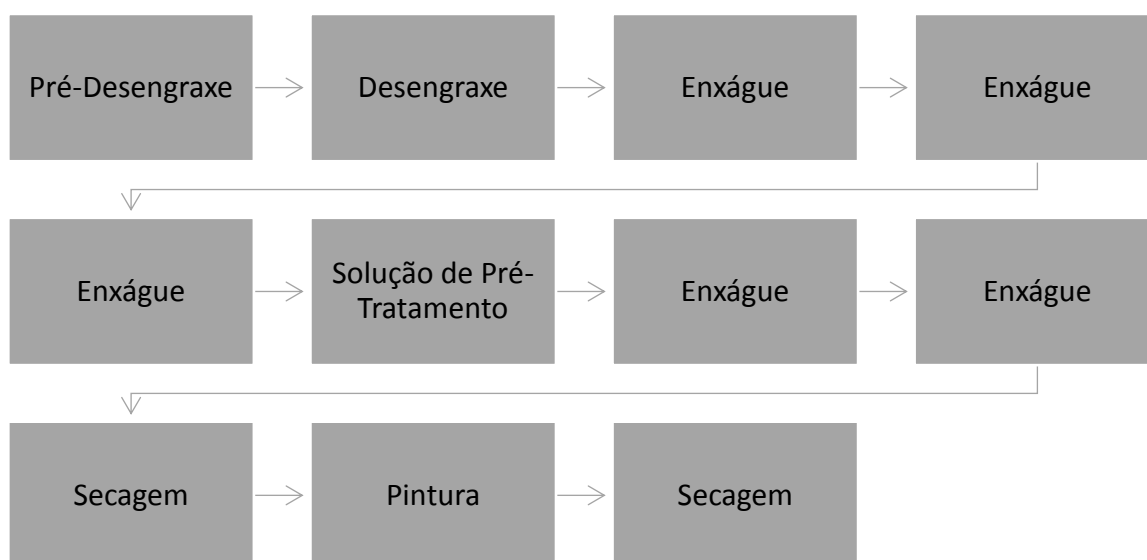 Pré-Desengraxe
Desengraxe
Enxágue
Enxágue
Enxágue
Solução de Pré-
Tratamento
Enxágue
Enxágue
Secagem
Pintura
Secagem